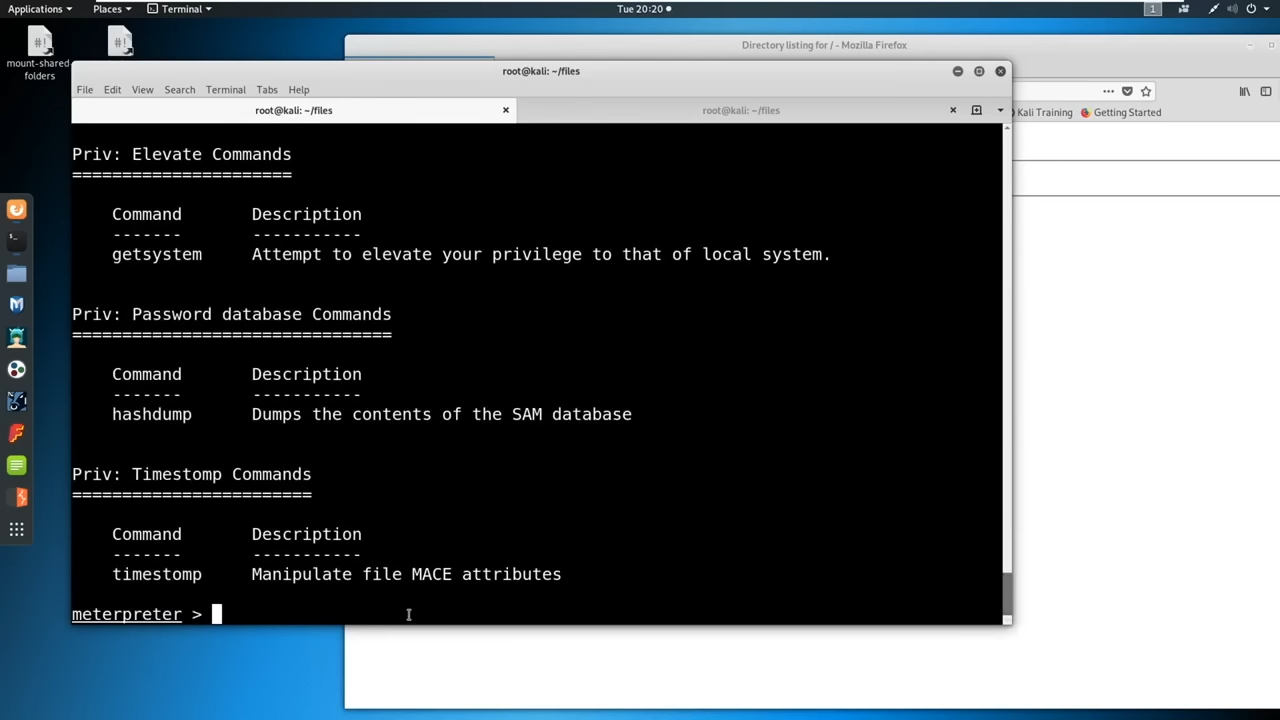 Applications
Places
Terminal
Tue 20:20
1
mount-shared-
folders
Directory listing for / - Mozilla Firefox
root@kali: ~/files
File Edit View Search Terminal Tabs Help
root@kali: ~/files
root@kali: ~/files
Kali Training
Getting Started
Priv: Elevate Commands
======================
Command Description
------- -----------
getsystem Attempt to elevate your privilege to that of local system.
Priv: Password database Commands
================================
Command Description
------- -----------
hashdump Dumps the contents of the SAM database
Priv: Timestomp Commands
========================
Command Description
------- -----------
timestomp Manipulate file MACE attributes
meterpreter >